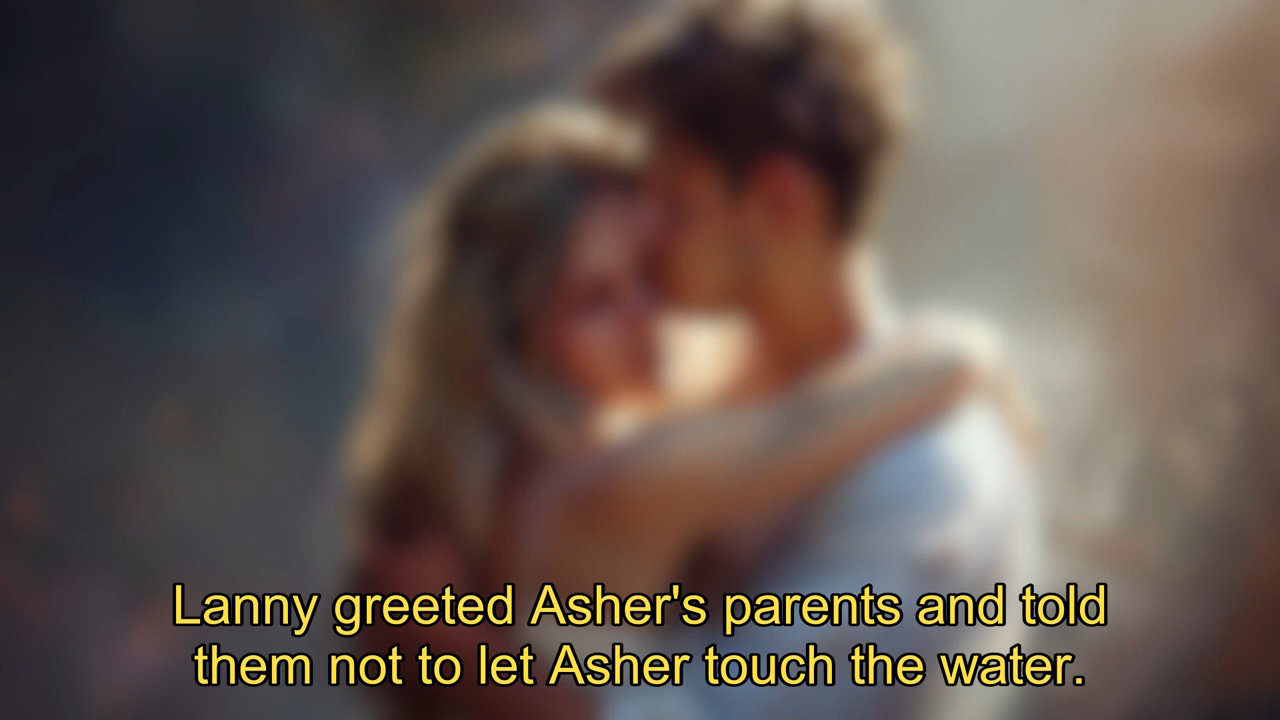 Lanny greeted Asher's parents and told
them not to let Asher touch the water.